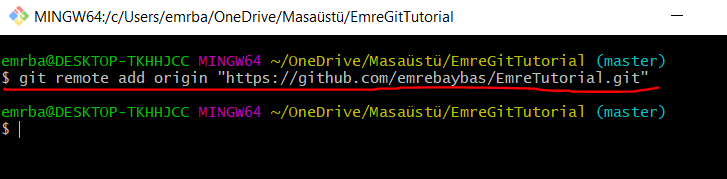 MINGW64:/c/Users/emrba/OneDrive/Masaüstü/EmreGitTutorial
emrba@DESKTOP-TKHHJCC MINGW64 ~/OneDrive/Masaüstü/EmreGitTutorial (master)
$ git remote add origin "https://github.com/emrebaybas/EmreTutorial.git"
emrba@DESKTOP-TKHHJCC MINGW64 ~/OneDrive/Masaüstü/EmreGitTutorial (master)
$